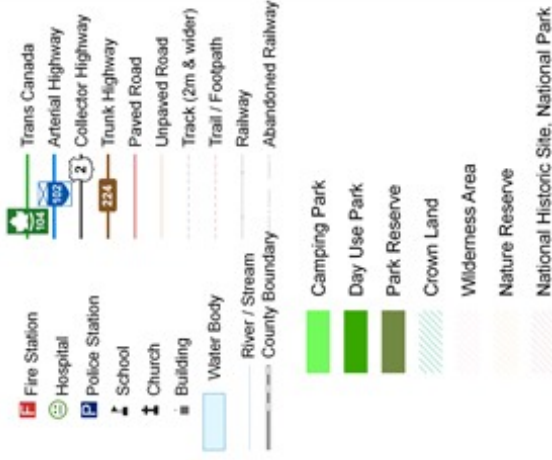 F Fire Station
Hospital
P Police Station
School
Church
Building
Water Body
River / Stream
County Boundary
104 Trans Canada
102 Arterial Highway
2 Collector Highway
224 Trunk Highway
Paved Road
Unpaved Road
Track (2m & wider)
Trail / Footpath
Railway
Abandoned Railway
Camping Park
Day Use Park
Park Reserve
Crown Land
Wilderness Area
Nature Reserve
National Historic Site, National Park